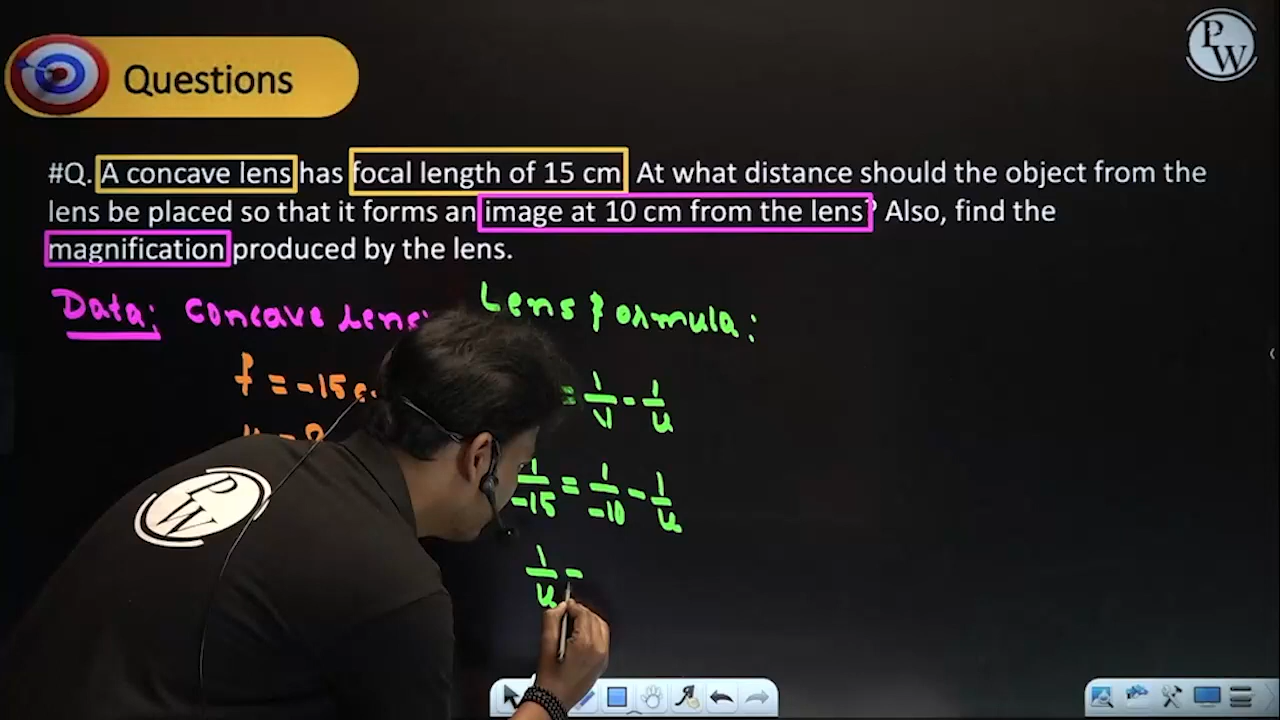 P
W
Questions
#Q. A concave lens has focal length of 15 cm At what distance should the object from the
lens be placed so that it forms an image at 10 cm from the lens? Also, find the
magnification produced by the lens.
Data: Concave Lens:
Lens formula:
f = -15
= 1/v - 1/u
1/-15 = 1/-10 - 1/u
1/u =
P
W